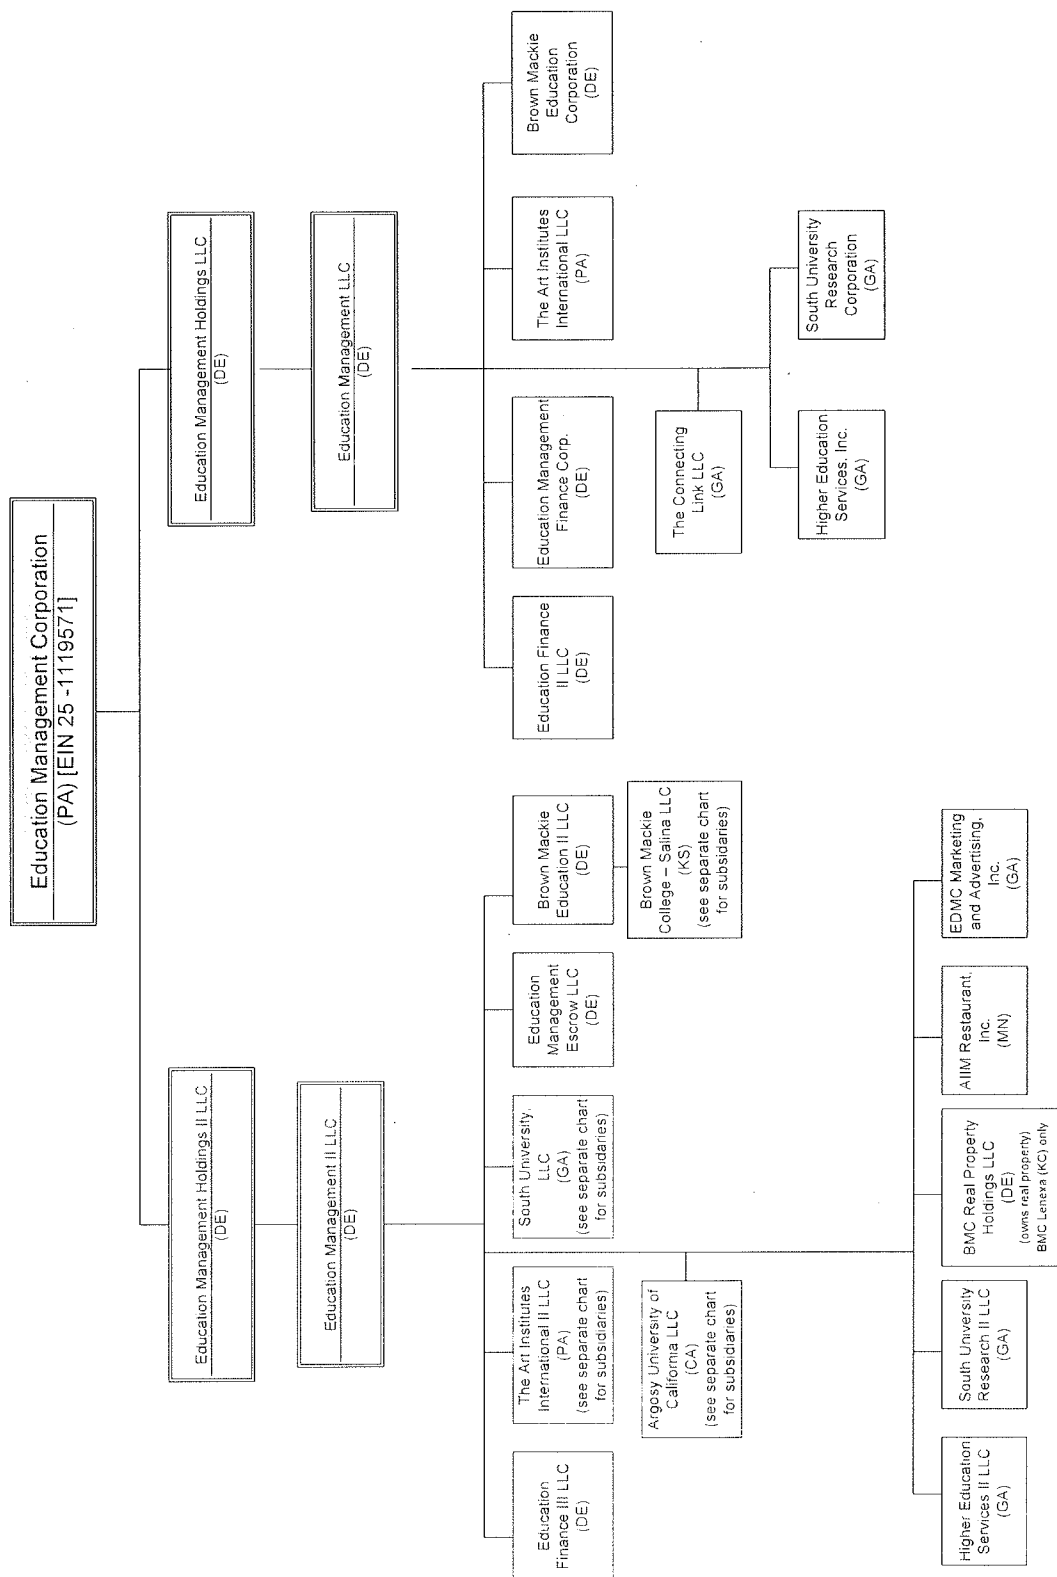 Education Management Corporation
(PA) [EIN 25 -1119571]
Education Management Holdings II LLC
(DE)
Education Management Holdings LLC
(DE)
Education Management II LLC
(DE)
Education Management LLC
(DE)
Education
Finance III LLC
(DE)
The Art Institutes
International II LLC
(PA)
(see separate chart
for subsidiaries)
South University,
LLC
(GA)
(see separate chart
for subsidiaries)
Education
Management
Escrow LLC
(DE)
Brown Mackie
Education II LLC
(DE)
Education Finance
II LLC
(DE)
Education Management
Finance Corp.
(DE)
The Art Institutes
International LLC
(PA)
Brown Mackie
Education
Corporation
(DE)
Argosy University of
California LLC
(CA)
(see separate chart
for subsidiaries)
Brown Mackie
College – Salina LLC
(KS)
(see separate chart
for subsidaries)
The Connecting
Link LLC
(GA)
Higher Education
Services, Inc.
(GA)
South University
Research
Corporation
(GA)
Higher Education
Services II LLC
(GA)
South University
Research II LLC
(GA)
BMC Real Property
Holdings LLC
(DE)
(owns real property)
BMC Lenexa (KC) only
AIIM Restaurant,
Inc.
(MN)
EDMC Marketing
and Advertising,
Inc.
(GA)